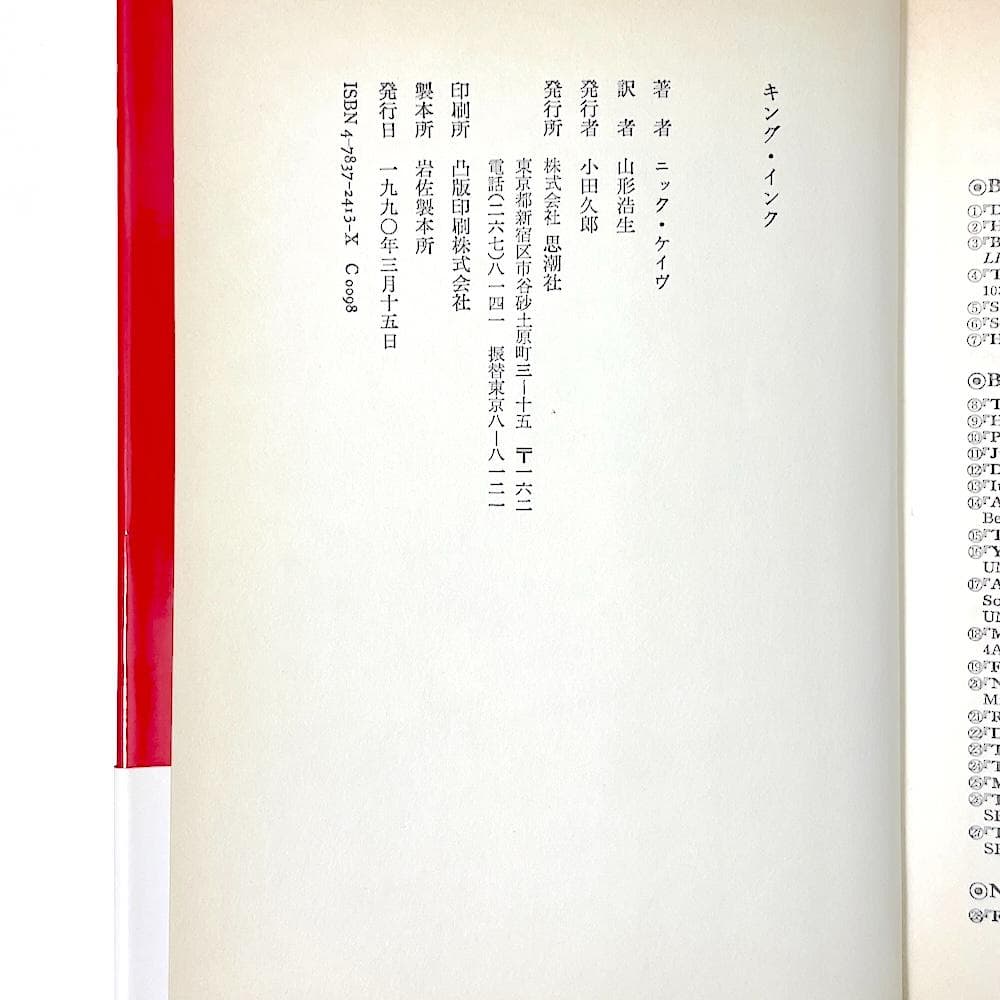 キング・インク
著者 ニック・ケイヴ
訳者 山形浩生
発行者 小田久郎
発行所 株式会社 思潮社
東京都新宿区市谷砂土原町三ー十五 〒一六二
電話(二六七)八一四一 振替東京八ー八一二一
印刷所 凸版印刷株式会社
製本所 岩佐製本所
発行日 一九九〇年三月十五日
ISBN 4-7837-2413-X C0098